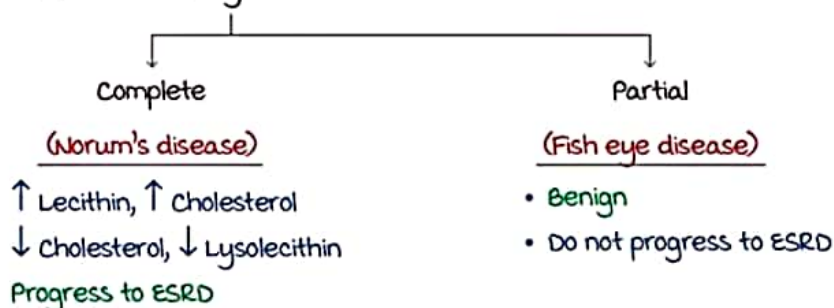 Complete
Partial
(Norum's disease)
(Fish eye disease)
↑ Lecithin, ↑ Cholesterol
↓ Cholesterol, ↓ Lysolecithin
Progress to ESRD
• Benign
• Do not progress to ESRD